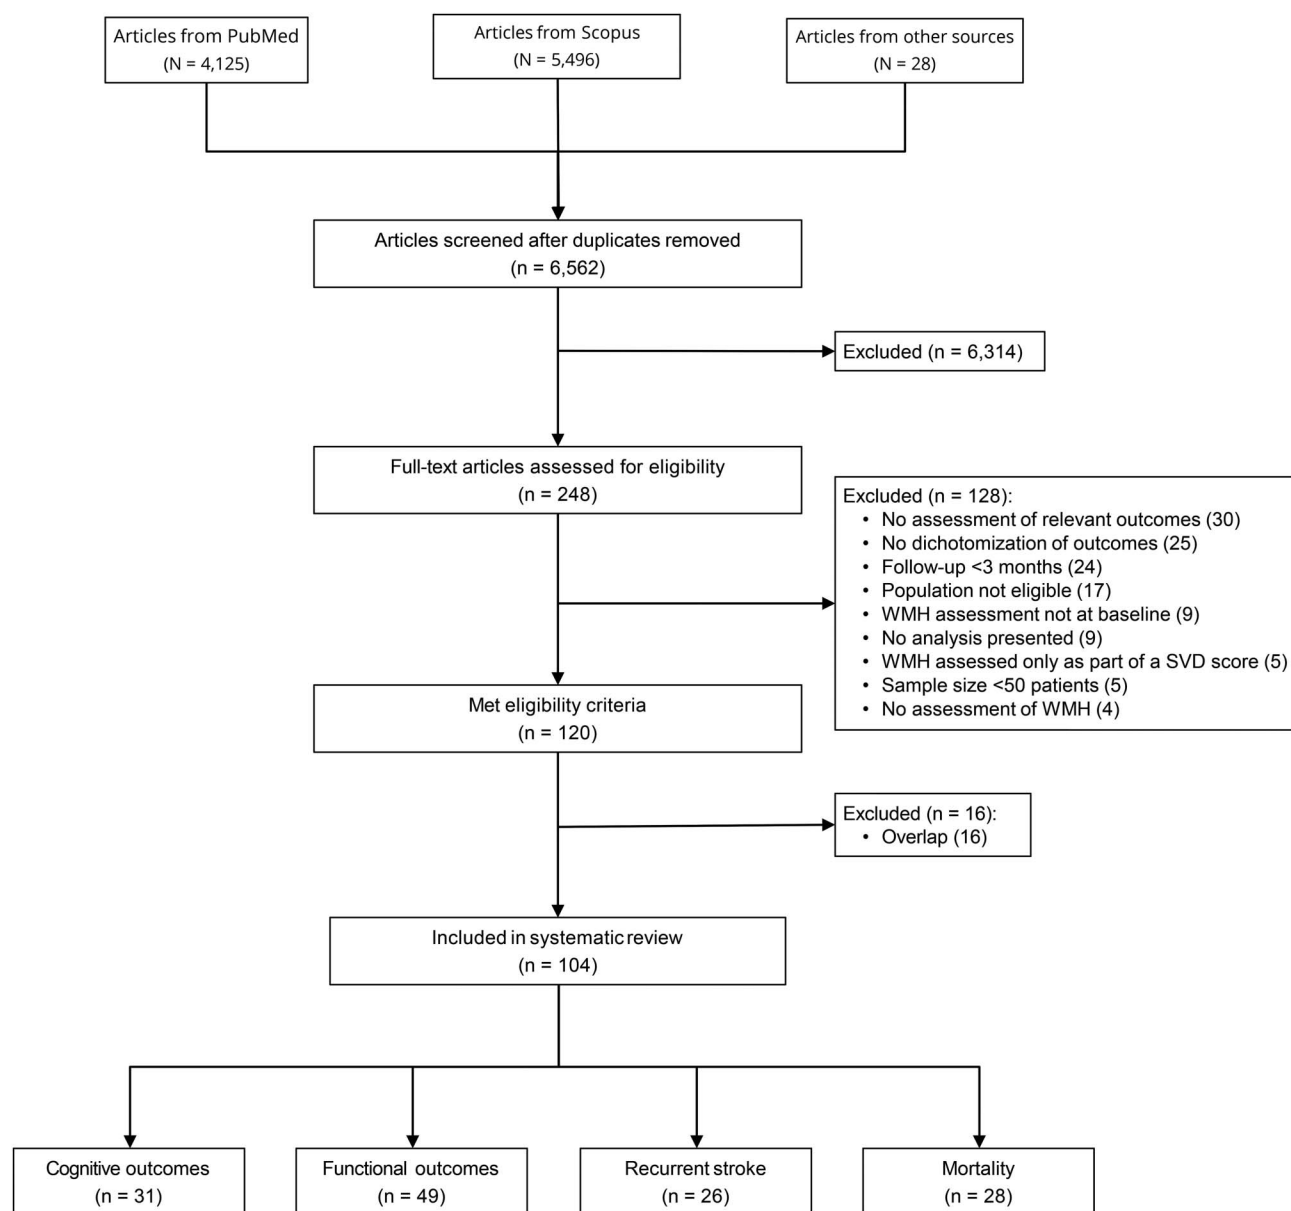 Articles from PubMed
(N = 4,125)
Articles from Scopus
(N = 5,496)
Articles from other sources
(N = 28)
Articles screened after duplicates removed
(n = 6,562)
Excluded (n = 6,314)
Full-text articles assessed for eligibility
(n = 248)
Excluded (n = 128):
• No assessment of relevant outcomes (30)
• No dichotomization of outcomes (25)
• Follow-up <3 months (24)
• Population not eligible (17)
• WMH assessment not at baseline (9)
• No analysis presented (9)
• WMH assessed only as part of a SVD score (5)
• Sample size <50 patients (5)
• No assessment of WMH (4)
Met eligibility criteria
(n = 120)
Excluded (n = 16):
• Overlap (16)
Included in systematic review
(n = 104)
Cognitive outcomes
(n = 31)
Functional outcomes
(n = 49)
Recurrent stroke
(n = 26)
Mortality
(n = 28)